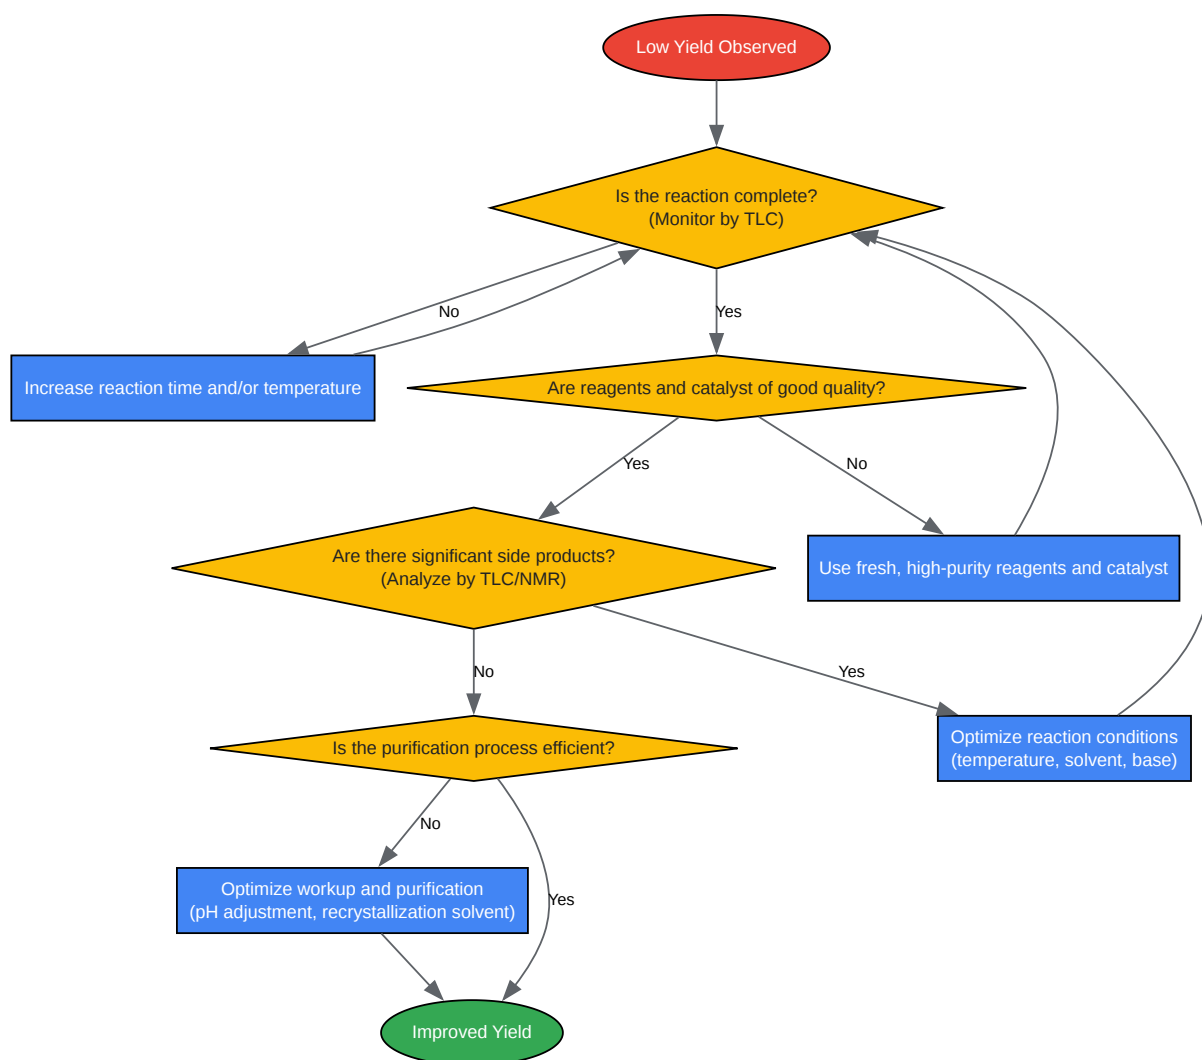 Low Yield Observed
Is the reaction complete?
(Monitor by TLC)
No
Yes
Increase reaction time and/or temperature
Are reagents and catalyst of good quality?
Yes
No
Are there significant side products?
(Analyze by TLC/NMR)
Use fresh, high-purity reagents and catalyst
No
Yes
Is the purification process efficient?
Optimize reaction conditions
(temperature, solvent, base)
No
Optimize workup and purification
(pH adjustment, recrystallization solvent)
Yes
Improved Yield